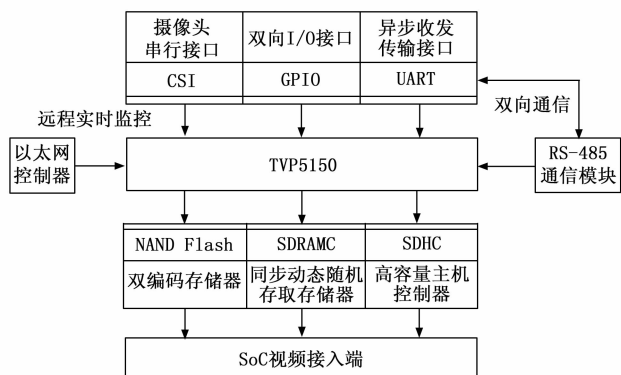 摄像头
串行接口
双向I/O接口
异步收发
传输接口
CSI
GPIO
UART
双向通信
远程实时监控
以太网
控制器
TVP5150
RS-485
通信模块
NAND Flash
SDRAMC
SDHC
双编码存储器
同步动态随机
存取存储器
高容量主机
控制器
SoC视频接入端